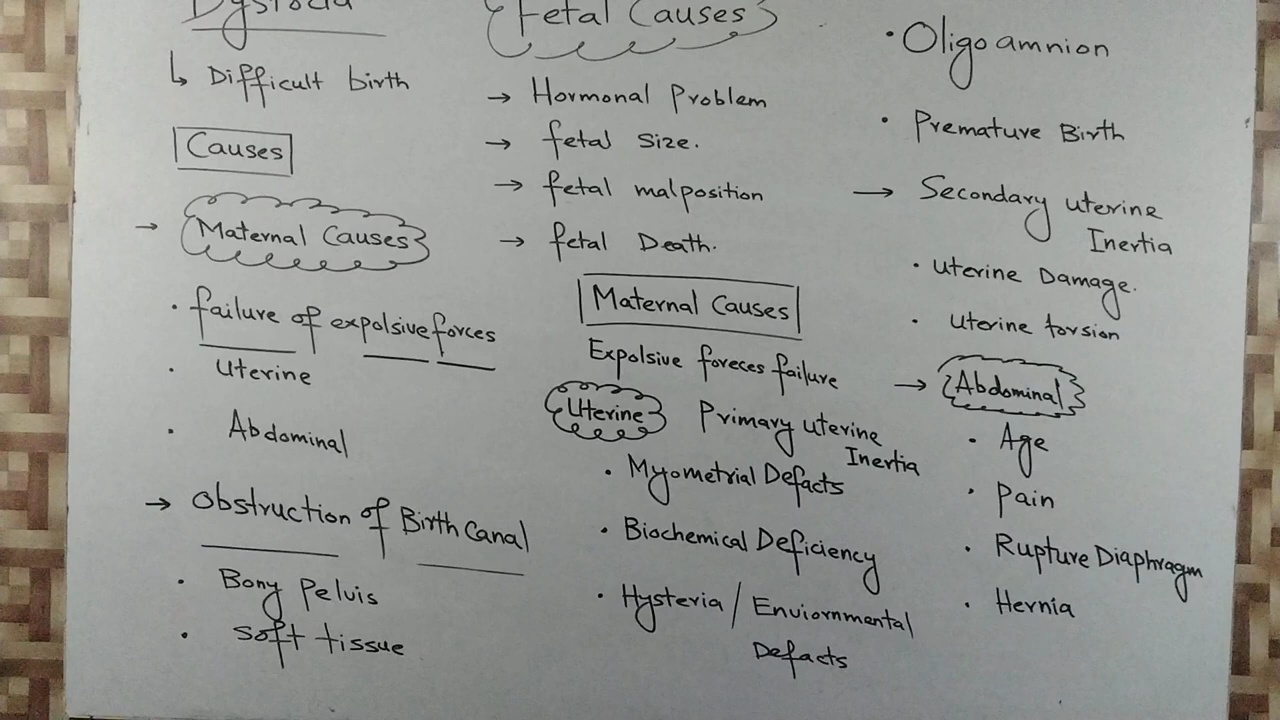 Dystocia
↳ Difficult birth
Causes
→ Maternal Causes
• failure of expolsive forces
• Uterine
• Abdominal
→ Obstruction of Birth Canal
• Bony Pelvis
• Soft tissue
Fetal Causes
→ Hormonal Problem
→ fetal size.
→ fetal malposition
→ fetal Death.
Maternal Causes
Expolsive foreces failure
Uterine Primary uterine
Inertia
• Myometrial Defects
• Biochemical Deficiency
• Hysteria / Enviornmental
Defects
• Oligoamnion
• Premature Birth
→ Secondary uterine
Inertia
• Uterine Damage.
• Uterine torsion
→ Abdominal
• Age
• Pain
• Rupture Diaphragm
• Hernia